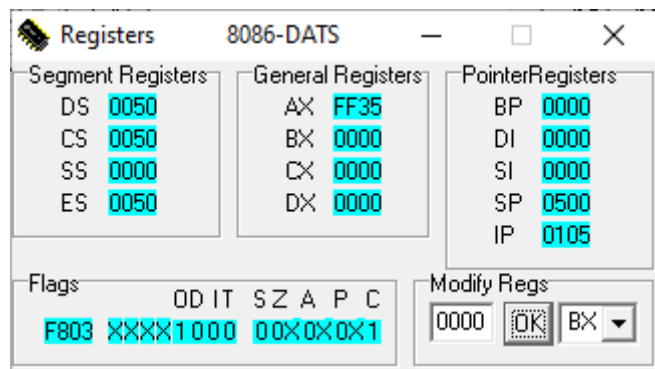 Registers 8086-DATS
Segment Registers General Registers PointerRegisters
DS 0050 AX FF35 BP 0000
CS 0050 BX 0000 DI 0000
SS 0000 CX 0000 SI 0000
ES 0050 DX 0000 SP 0500
IP 0105
Flags Modify Regs
OD IT SZ A P C
F803 XXXX1000 00X0X0X1 0000 OK BX